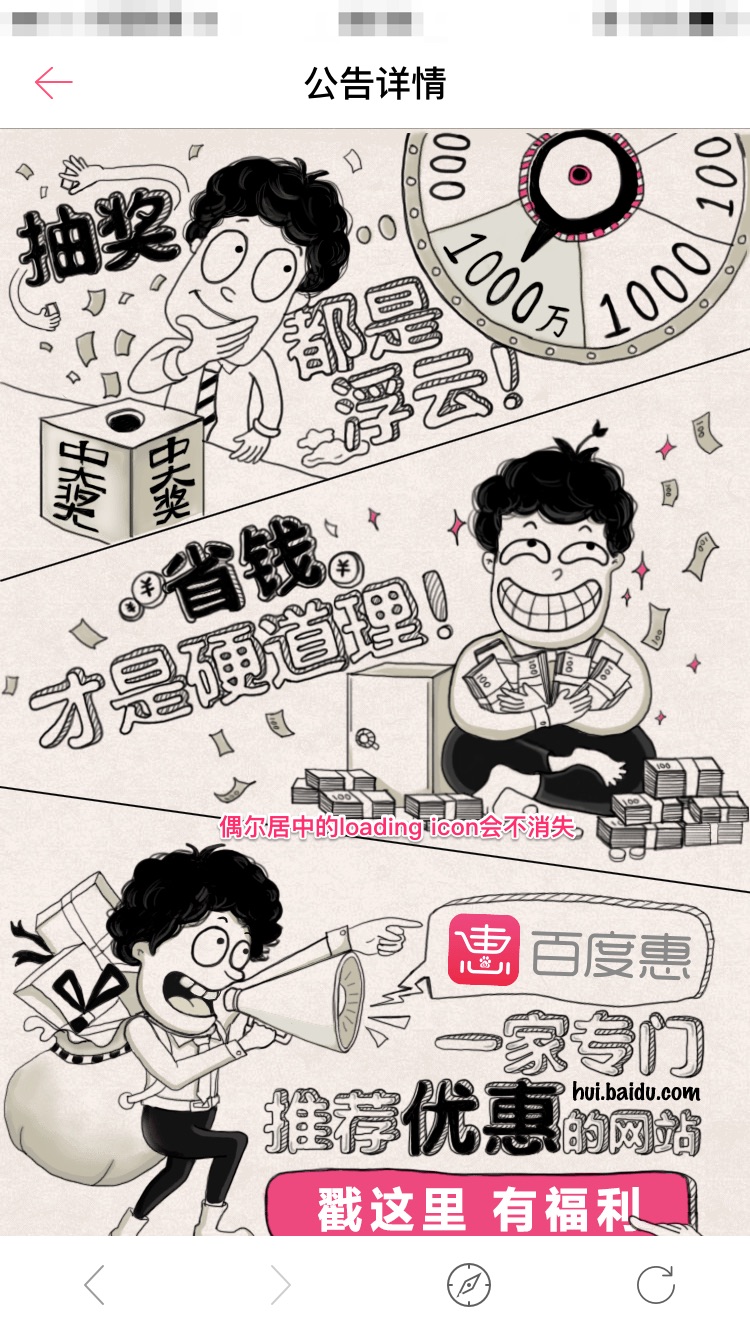 公告详情
抽奖
都是
浮云!
000
1000万
1000
100
中大奖
中大奖
省钱
才是硬道理!
偶尔居中的loading icon会不消失
惠 百度惠
一家专门
hui.baidu.com
推荐优惠的网站
戳这里 有福利